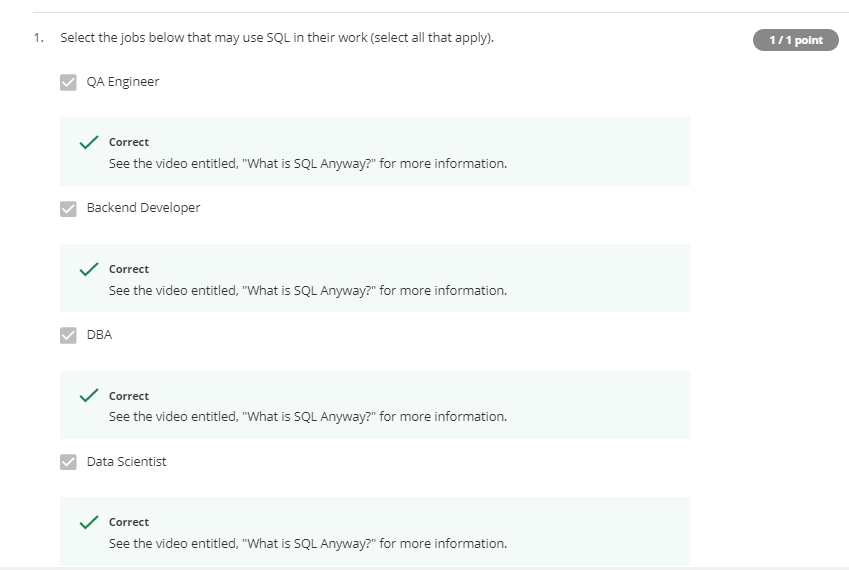 1. Select the jobs below that may use SQL in their work (select all that apply).
1 / 1 point
QA Engineer
Correct
See the video entitled, "What is SQL Anyway?" for more information.
Backend Developer
Correct
See the video entitled, "What is SQL Anyway?" for more information.
DBA
Correct
See the video entitled, "What is SQL Anyway?" for more information.
Data Scientist
Correct
See the video entitled, "What is SQL Anyway?" for more information.